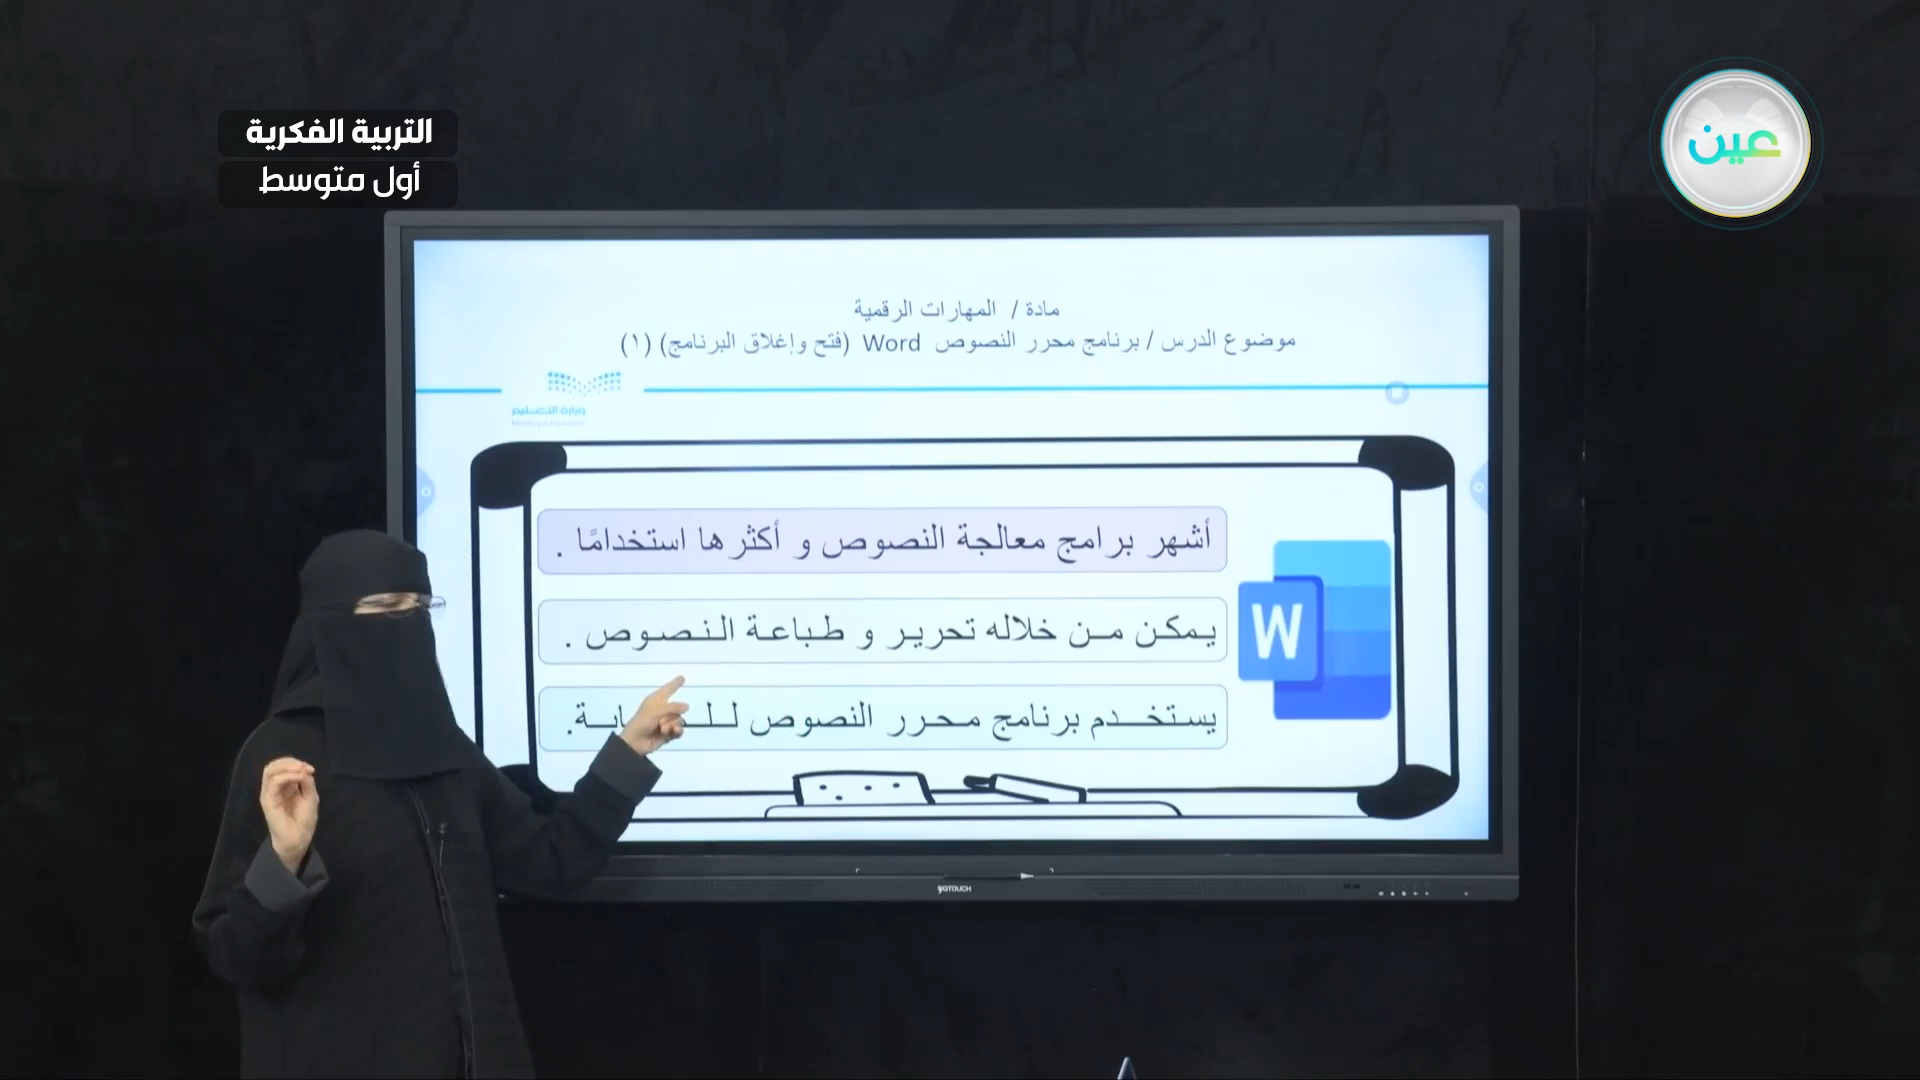 التربية الفكرية
أول متوسط
عين
مادة / المهارات الرقمية
موضوع الدرس / برنامج محرر النصوص Word (فتح وإغلاق البرنامج) (١)
وزارة التعليم
أشهر برامج معالجة النصوص و أكثرها استخدامًا .
يمكن من خلاله تحرير و طباعة النصوص .
W
يستخدم برنامج محرر النصوص